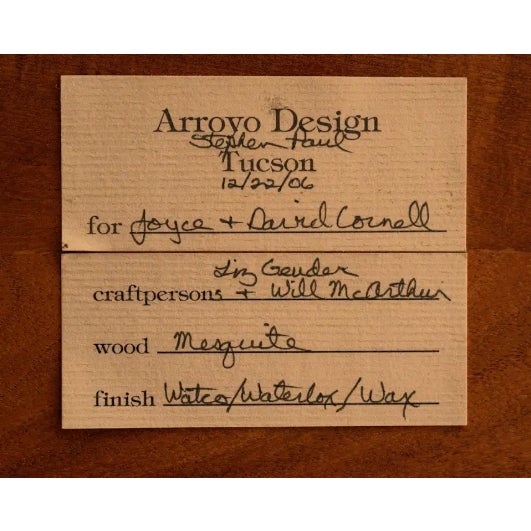 Arroyo Design
Stephen Paul
Tucson
12/22/06
for Joyce + David Cornell
Liz Gender
craftpersons + Will McArthur
wood Mesquite
finish Watco/Waterlox/Wax